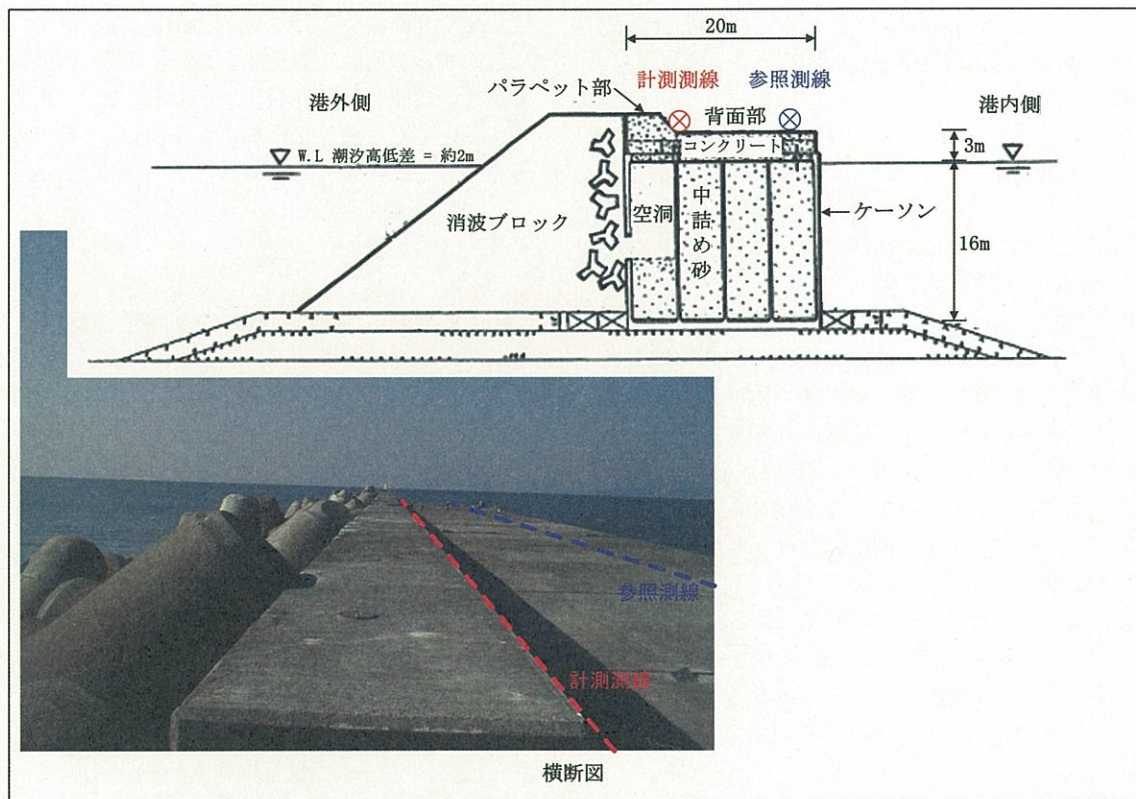 20m
計測測線
参照測線
パラペット部
港外側
背面部
港内側
コンクリート
3m
W.L 潮汐高低差 = 約2m
消波ブロック
空洞
中詰め砂
ケーソン
16m
参照測線
計測測線
横断図